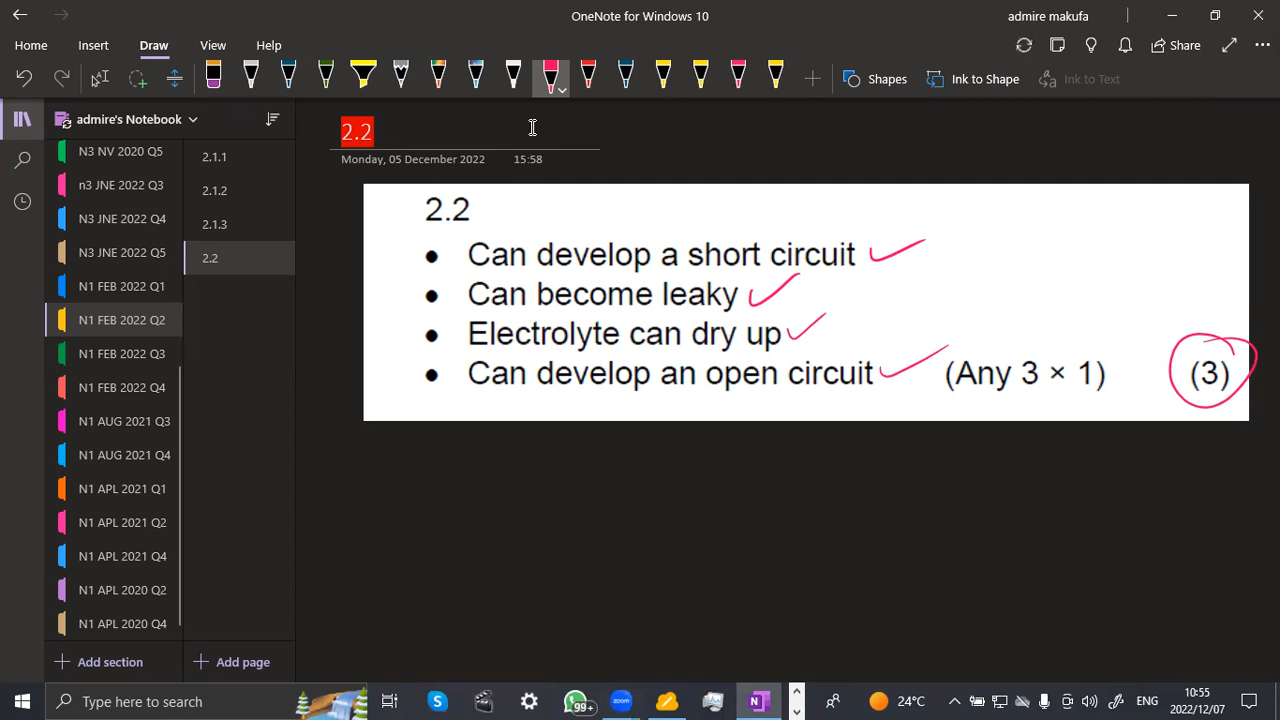 OneNote for Windows 10
admire makufa
Home Insert Draw View Help
Share
Shapes
Ink to Shape
Ink to Text
admire's Notebook
N3 NV 2020 Q5
n3 JNE 2022 Q3
N3 JNE 2022 Q4
N3 JNE 2022 Q5
N1 FEB 2022 Q1
N1 FEB 2022 Q2
N1 FEB 2022 Q3
N1 FEB 2022 Q4
N1 AUG 2021 Q3
N1 AUG 2021 Q4
N1 APL 2021 Q1
N1 APL 2021 Q2
N1 APL 2021 Q4
N1 APL 2020 Q2
N1 APL 2020 Q4
Add section
2.1.1
2.1.2
2.1.3
2.2
Add page
2.2
Monday, 05 December 2022 15:58
2.2
• Can develop a short circuit
• Can become leaky
• Electrolyte can dry up
• Can develop an open circuit (Any 3 × 1) (3)
Type here to search
99+
zoom
24°C
ENG
10:55
2022/12/07